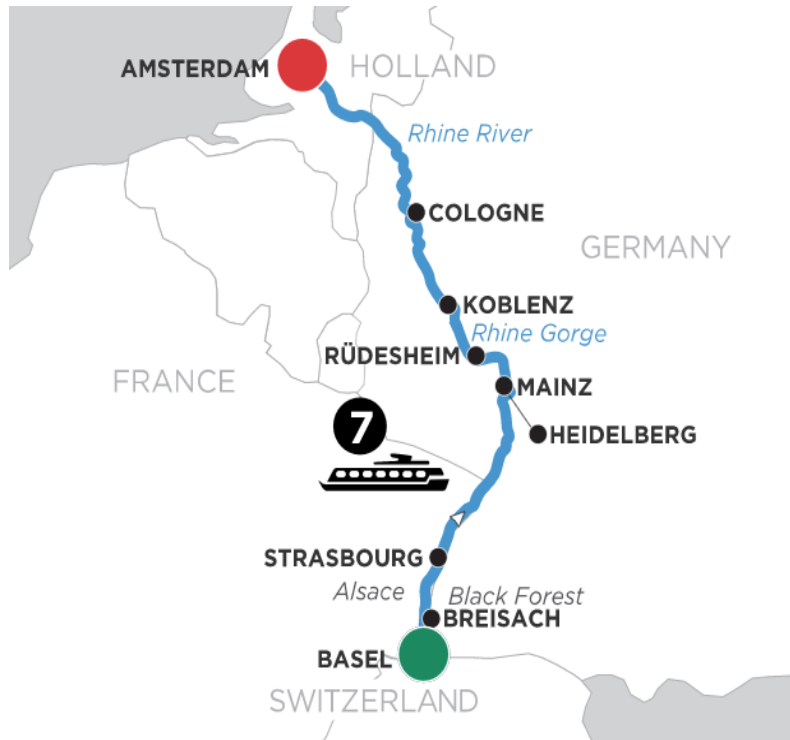 AMSTERDAM
HOLLAND
Rhine River
COLOGNE
GERMANY
KOBLENZ
Rhine Gorge
RÜDESHEIM
FRANCE
MAINZ
7
HEIDELBERG
STRASBOURG
Alsace
Black Forest
BREISACH
BASEL
SWITZERLAND